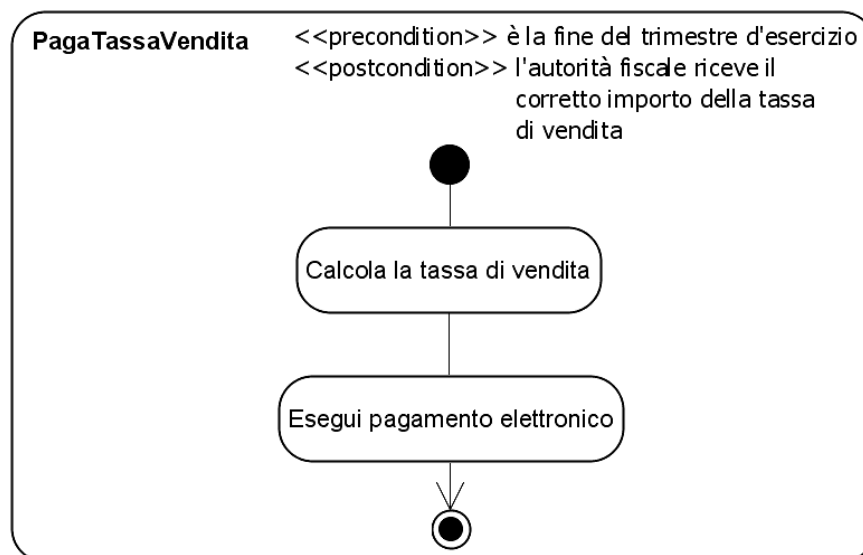 PagaTassaVendita
<<precondition>> è la fine del trimestre d'esercizio
<<postcondition>> l'autorità fiscale riceve il
corretto importo della tassa
di vendita
Calcola la tassa di vendita
Esegui pagamento elettronico